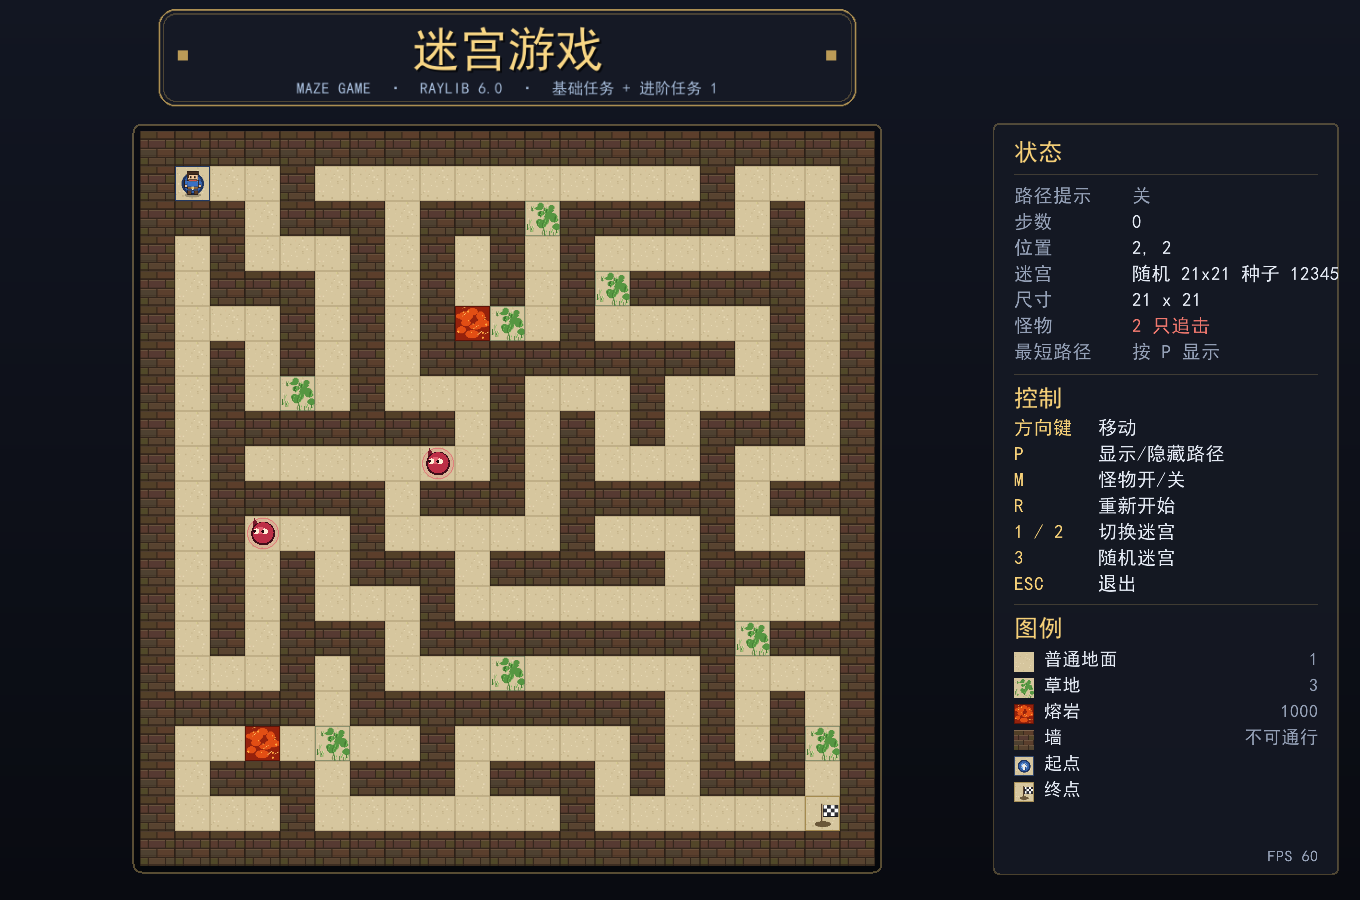 迷宫游戏
MAZE GAME · RAYLIB 6.0 · 基础任务 + 进阶任务 1
状态
路径提示 关
步数 0
位置 2, 2
迷宫 随机 21x21 种子 12345
尺寸 21 x 21
怪物 2 只追击
最短路径 按 P 显示
控制
方向键 移动
P 显示/隐藏路径
M 怪物开/关
R 重新开始
1 / 2 切换迷宫
3 随机迷宫
ESC 退出
图例
普通地面 1
草地 3
熔岩 1000
墙 不可通行
起点
终点
FPS 60